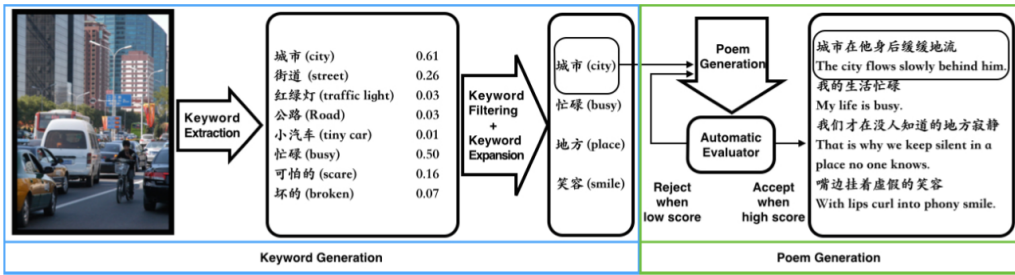 Keyword
Extraction
城市 (city) 0.61
街道 (street) 0.26
红绿灯 (traffic light) 0.03
公路 (Road) 0.03
小汽车 (tiny car) 0.01
忙碌 (busy) 0.50
可怕的 (scare) 0.16
坏的 (broken) 0.07
Keyword
Filtering
+
Keyword
Expansion
城市 (city)
忙碌 (busy)
地方 (place)
笑容 (smile)
Keyword Generation
Poem
Generation
Automatic
Evaluator
Reject
when
low score
Accept
when
high score
城市在他身后缓缓地流
The city flows slowly behind him.
我的生活忙碌
My life is busy.
我们才在没人知道的地方寂静
That is why we keep silent in a
place no one knows.
嘴边挂着虚假的笑容
With lips curl into phony smile.
Poem Generation